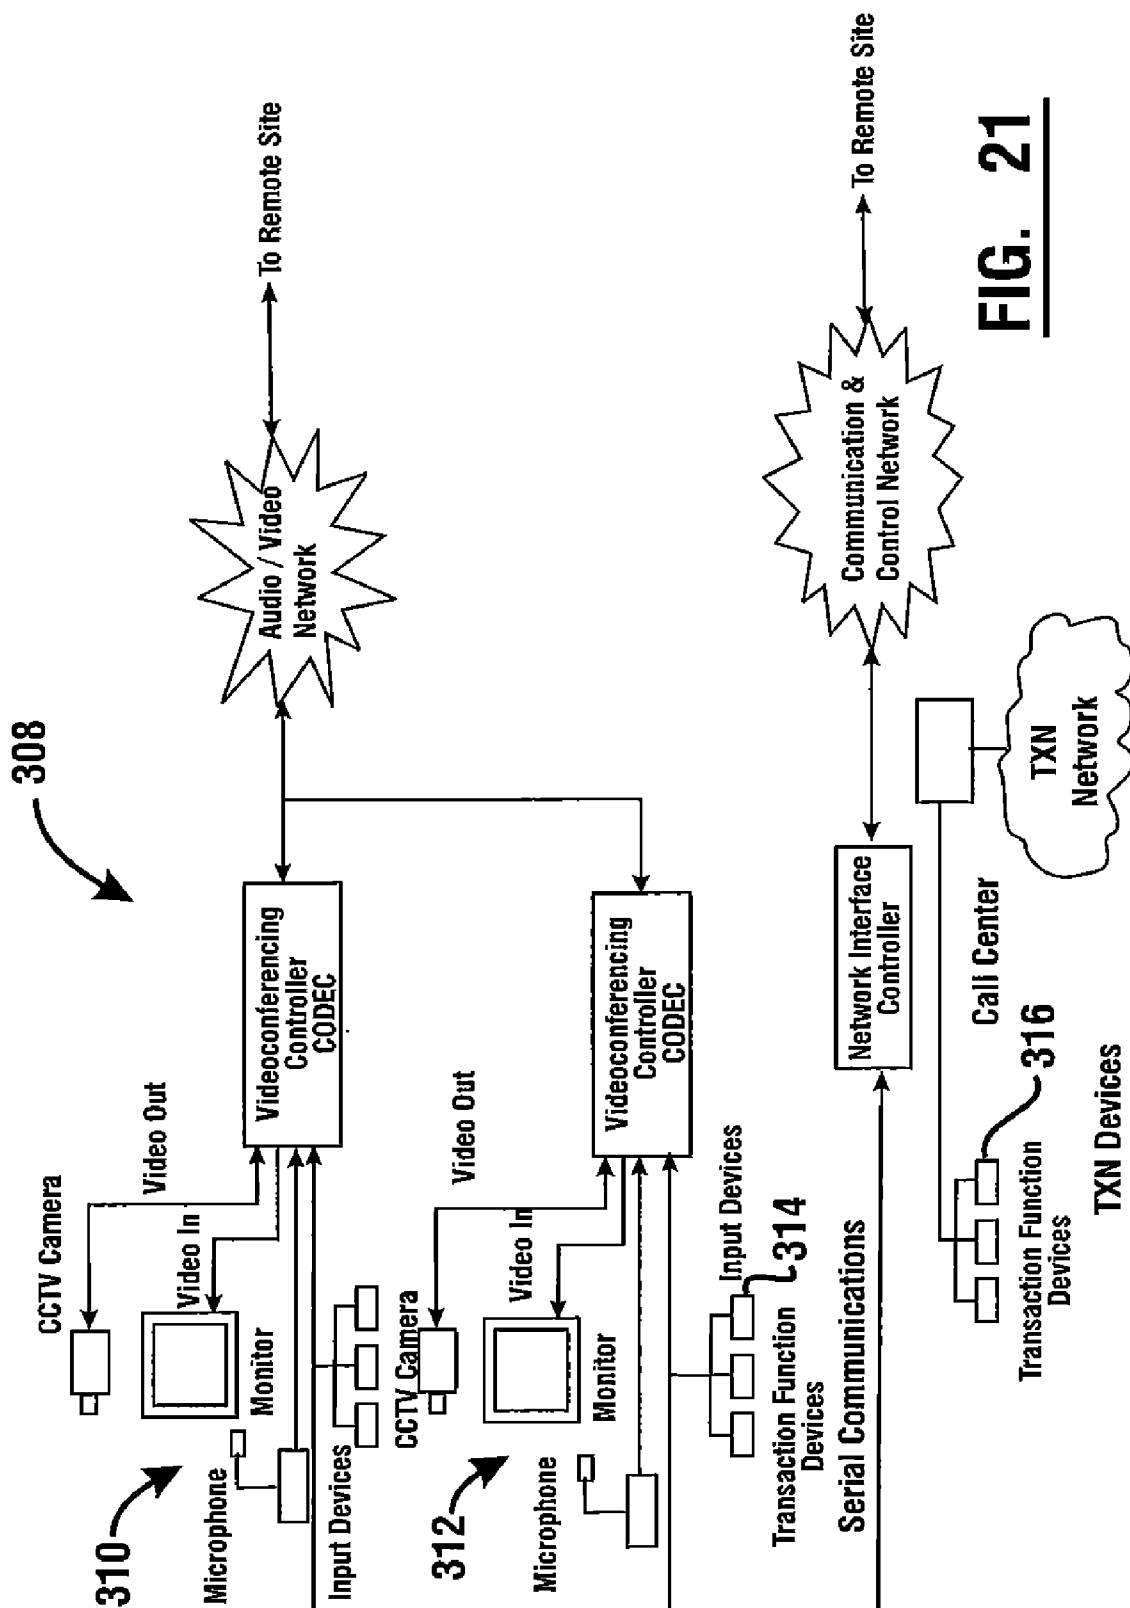 308
310
CCTV Camera
Video Out
Microphone
Monitor
Video In
Videoconferencing
Controller
CODEC
Audio / Video
Network
To Remote Site
Input Devices
312
CCTV Camera
Video Out
Microphone
Monitor
Video In
Videoconferencing
Controller
CODEC
Input Devices
314
Transaction Function
Devices
Serial Communications
Network Interface
Controller
Communication &
Control Network
To Remote Site
Call Center
316
Transaction Function
Devices
TXN Devices
TXN
Network
FIG. 21